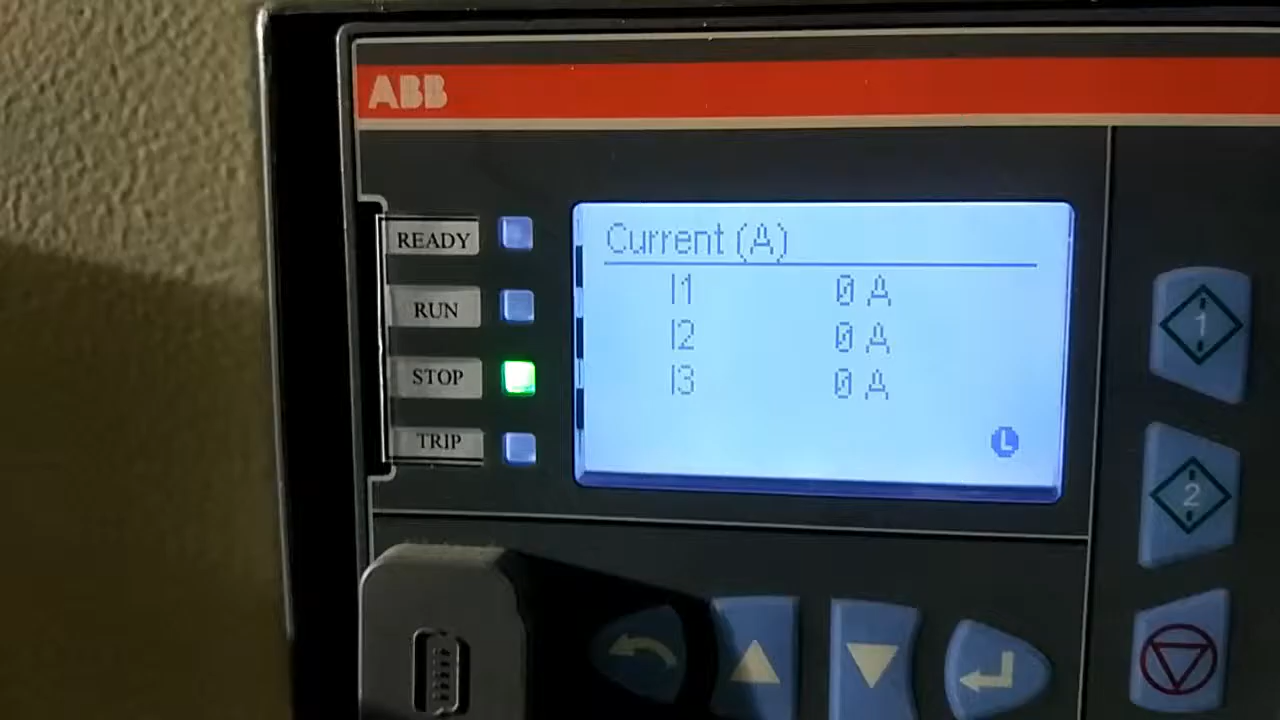 ABB
READY
RUN
STOP
TRIP
Current (A)
I1 0 A
I2 0 A
I3 0 A
L
1
2